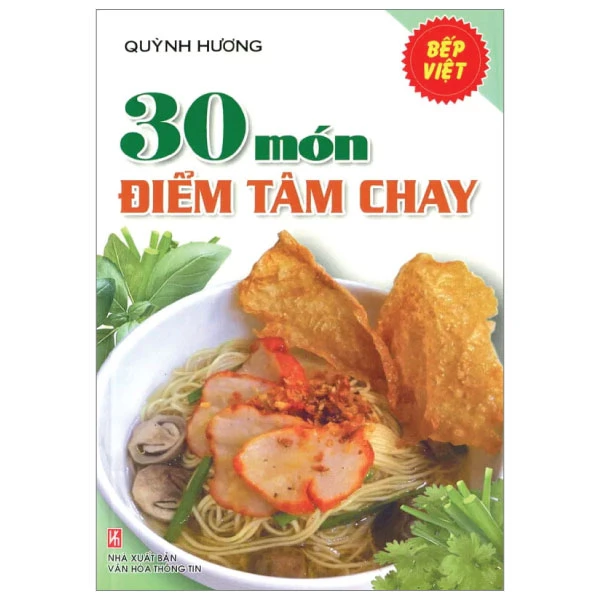 QUỲNH HƯƠNG
BẾP
VIỆT
30 món
ĐIỂM TÂM CHAY
NHÀ XUẤT BẢN
VĂN HÓA THÔNG TIN